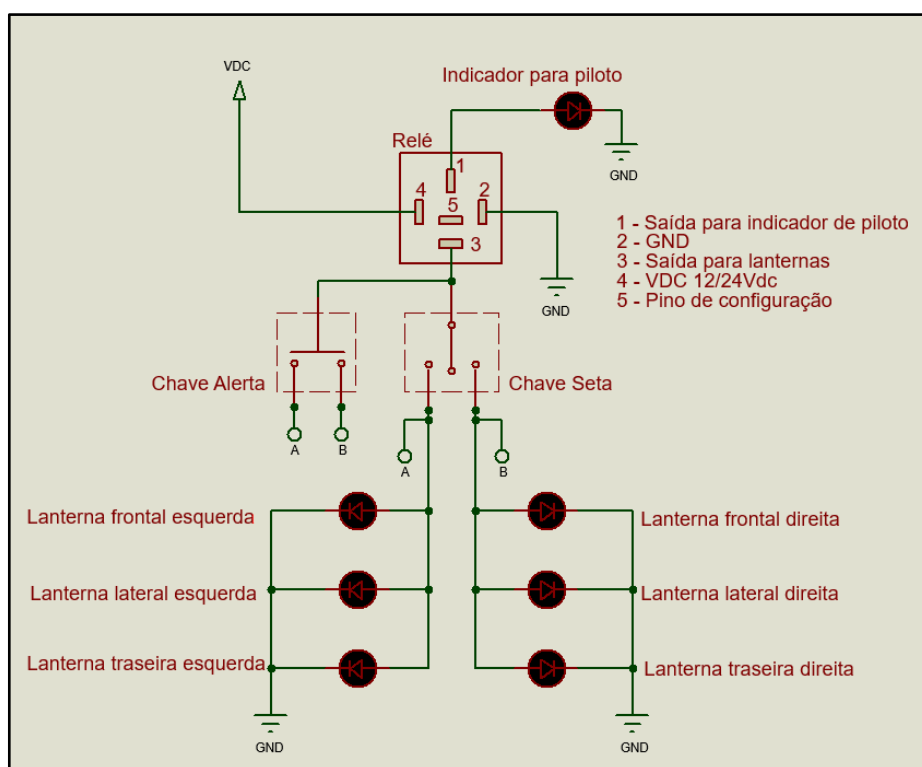 VDC
Indicador para piloto
GND
Relé
1
4
2
5
3
GND
1 - Saída para indicador de piloto
2 - GND
3 - Saída para lanternas
4 - VDC 12/24Vdc
5 - Pino de configuração
Chave Alerta
Chave Seta
A
B
A
B
Lanterna frontal esquerda
Lanterna frontal direita
Lanterna lateral esquerda
Lanterna lateral direita
Lanterna traseira esquerda
Lanterna traseira direita
GND
GND